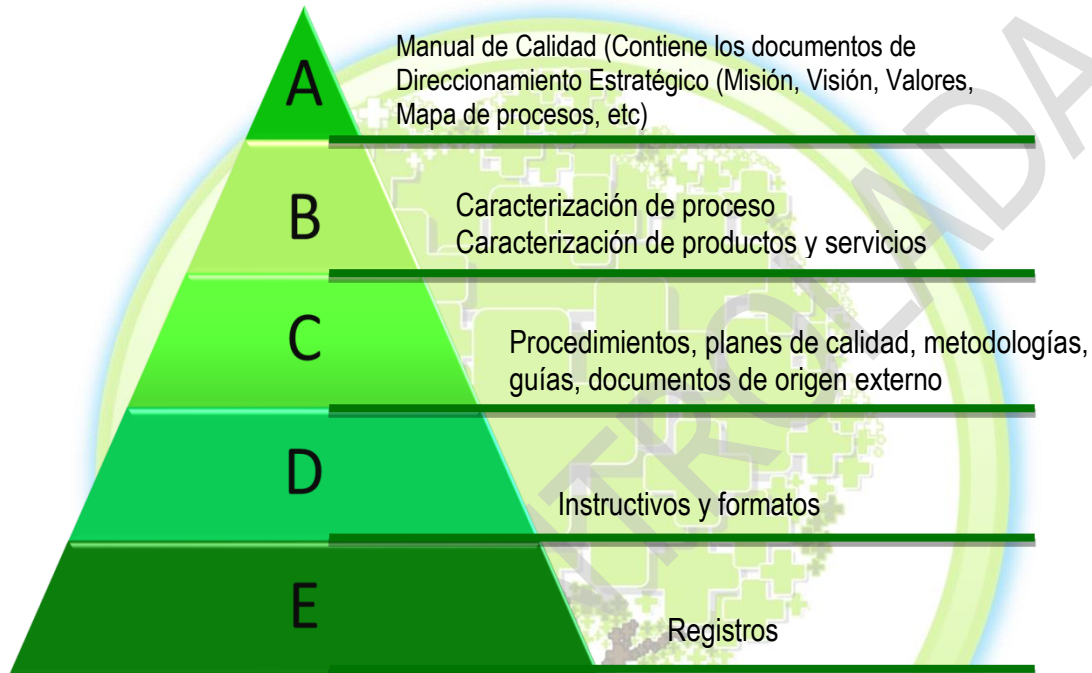 A
Manual de Calidad (Contiene los documentos de
Direccionamiento Estratégico (Misión, Visión, Valores,
Mapa de procesos, etc)
B
Caracterización de proceso
Caracterización de productos y servicios
C
Procedimientos, planes de calidad, metodologías,
guías, documentos de origen externo
D
Instructivos y formatos
E
Registros
NTROLADA